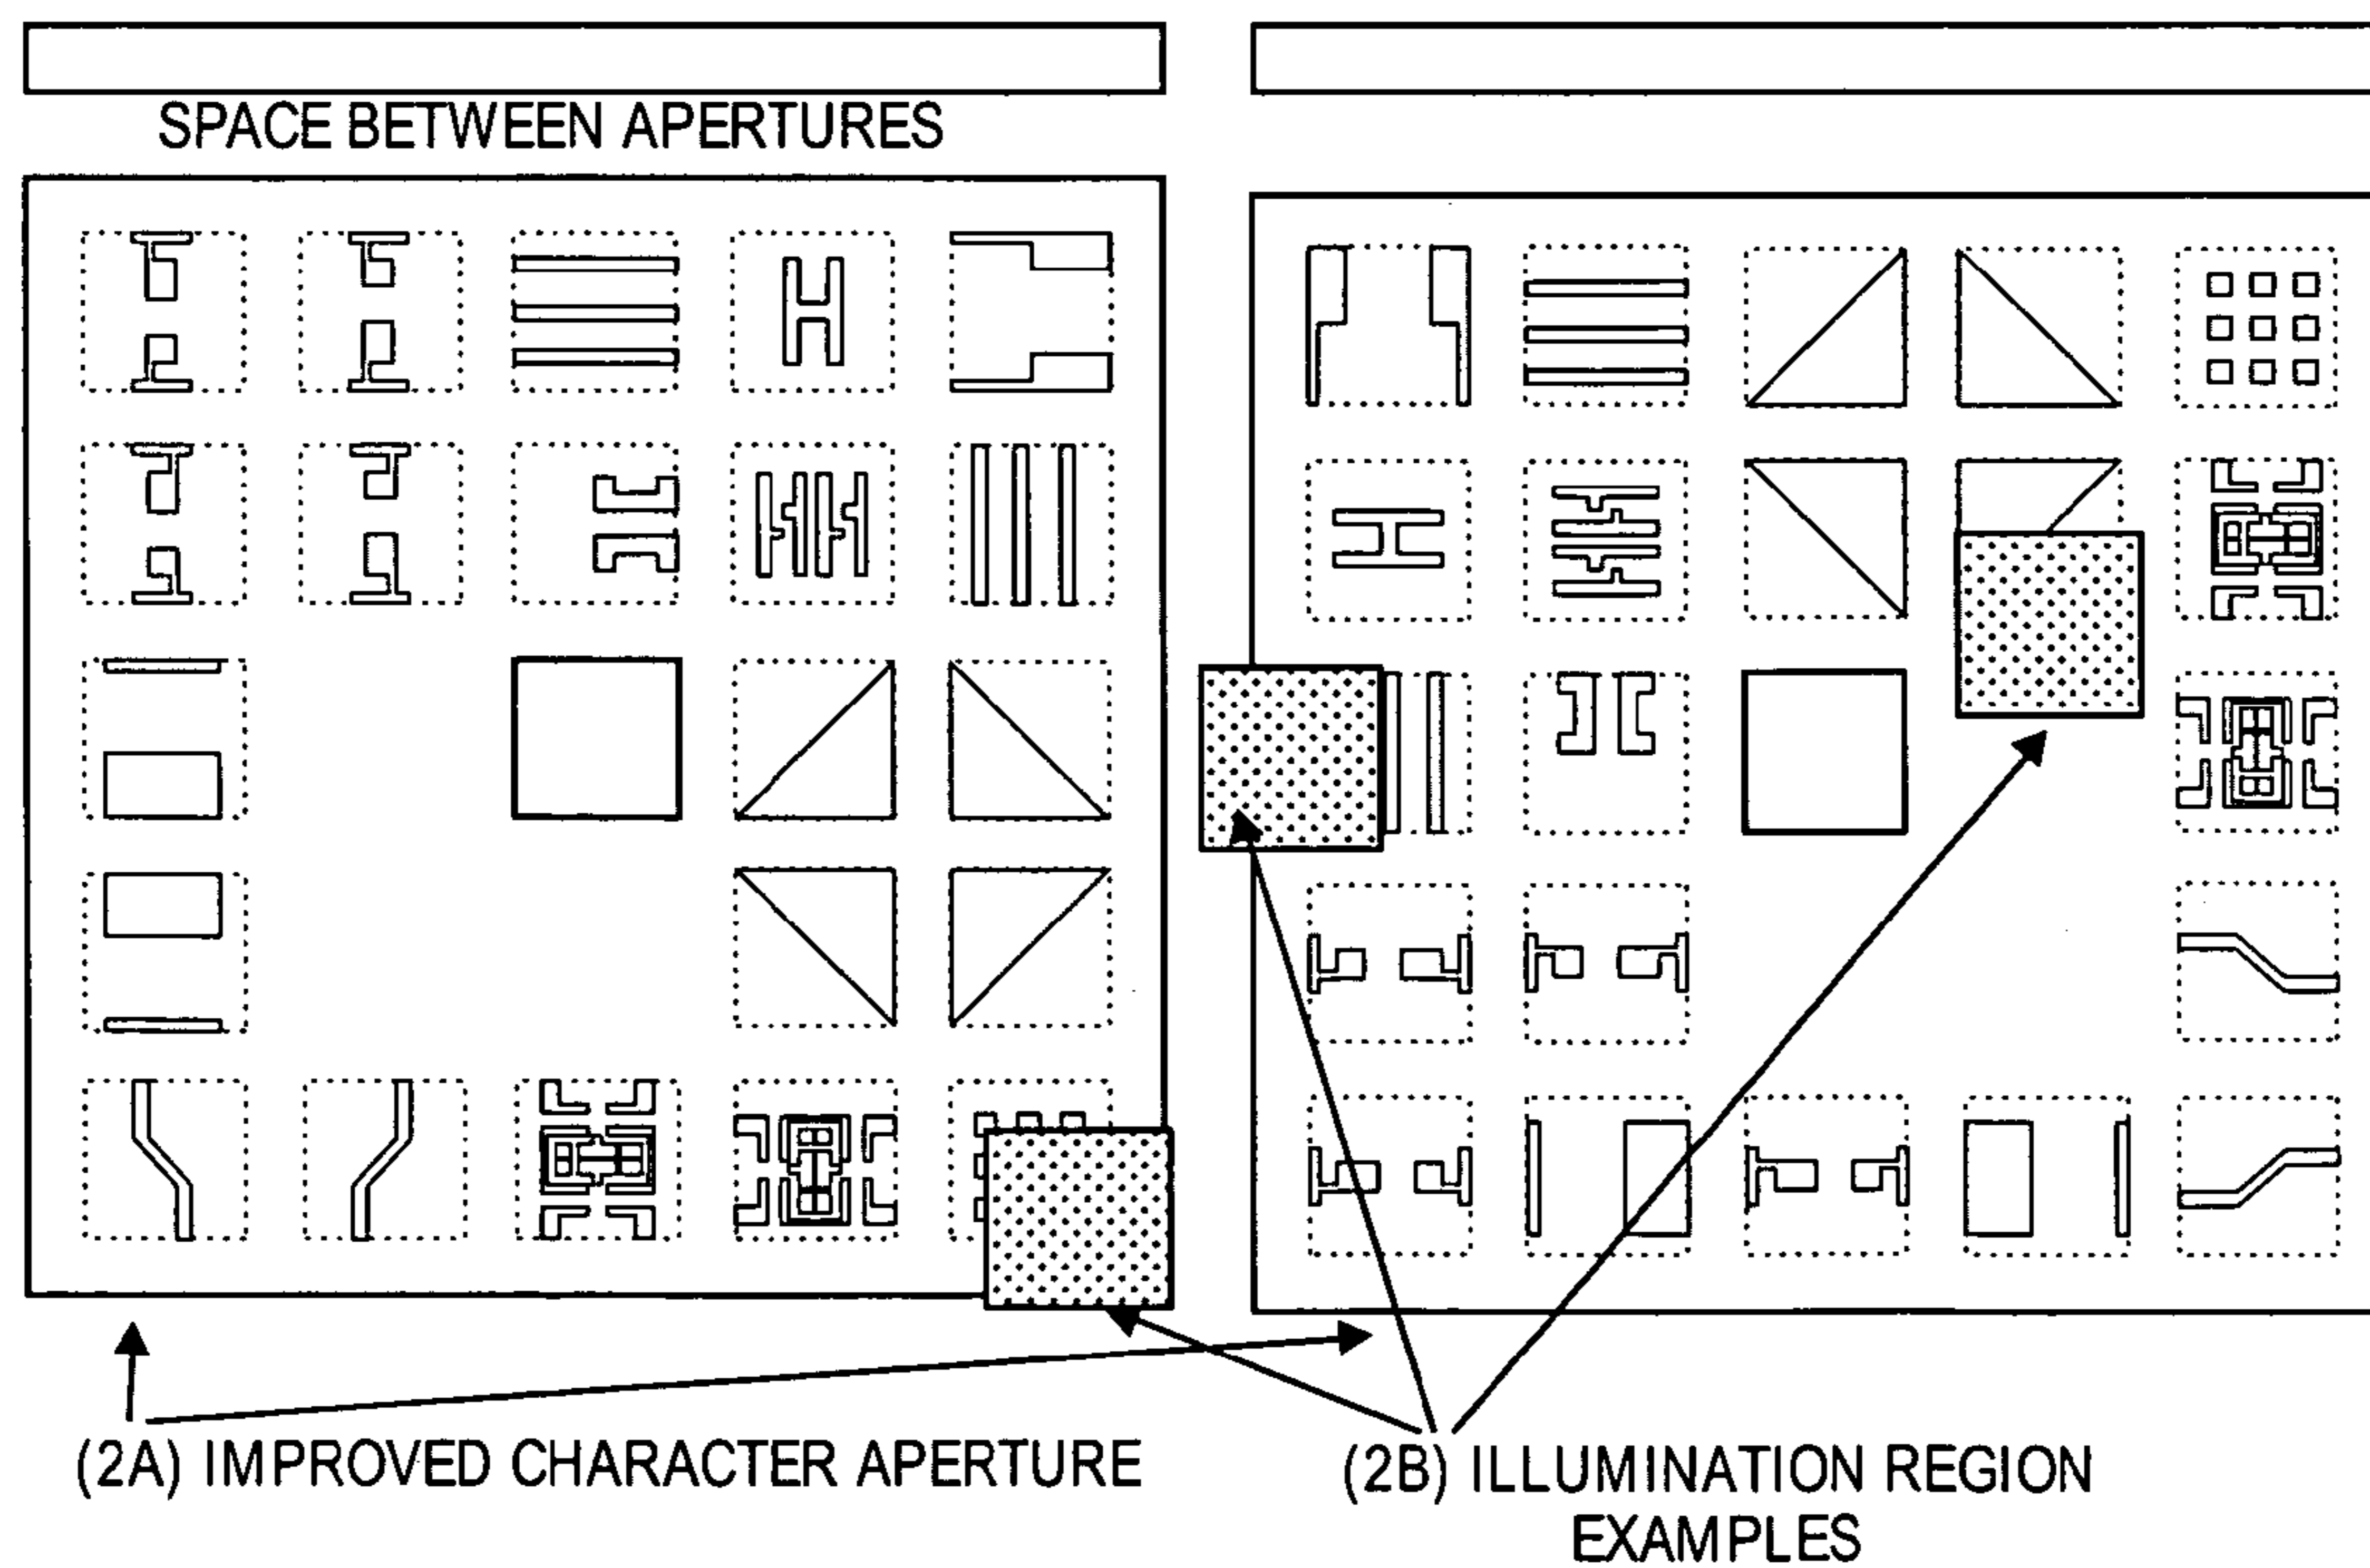 SPACE BETWEEN APERTURES
(2A) IMPROVED CHARACTER APERTURE
(2B) ILLUMINATION REGION
EXAMPLES